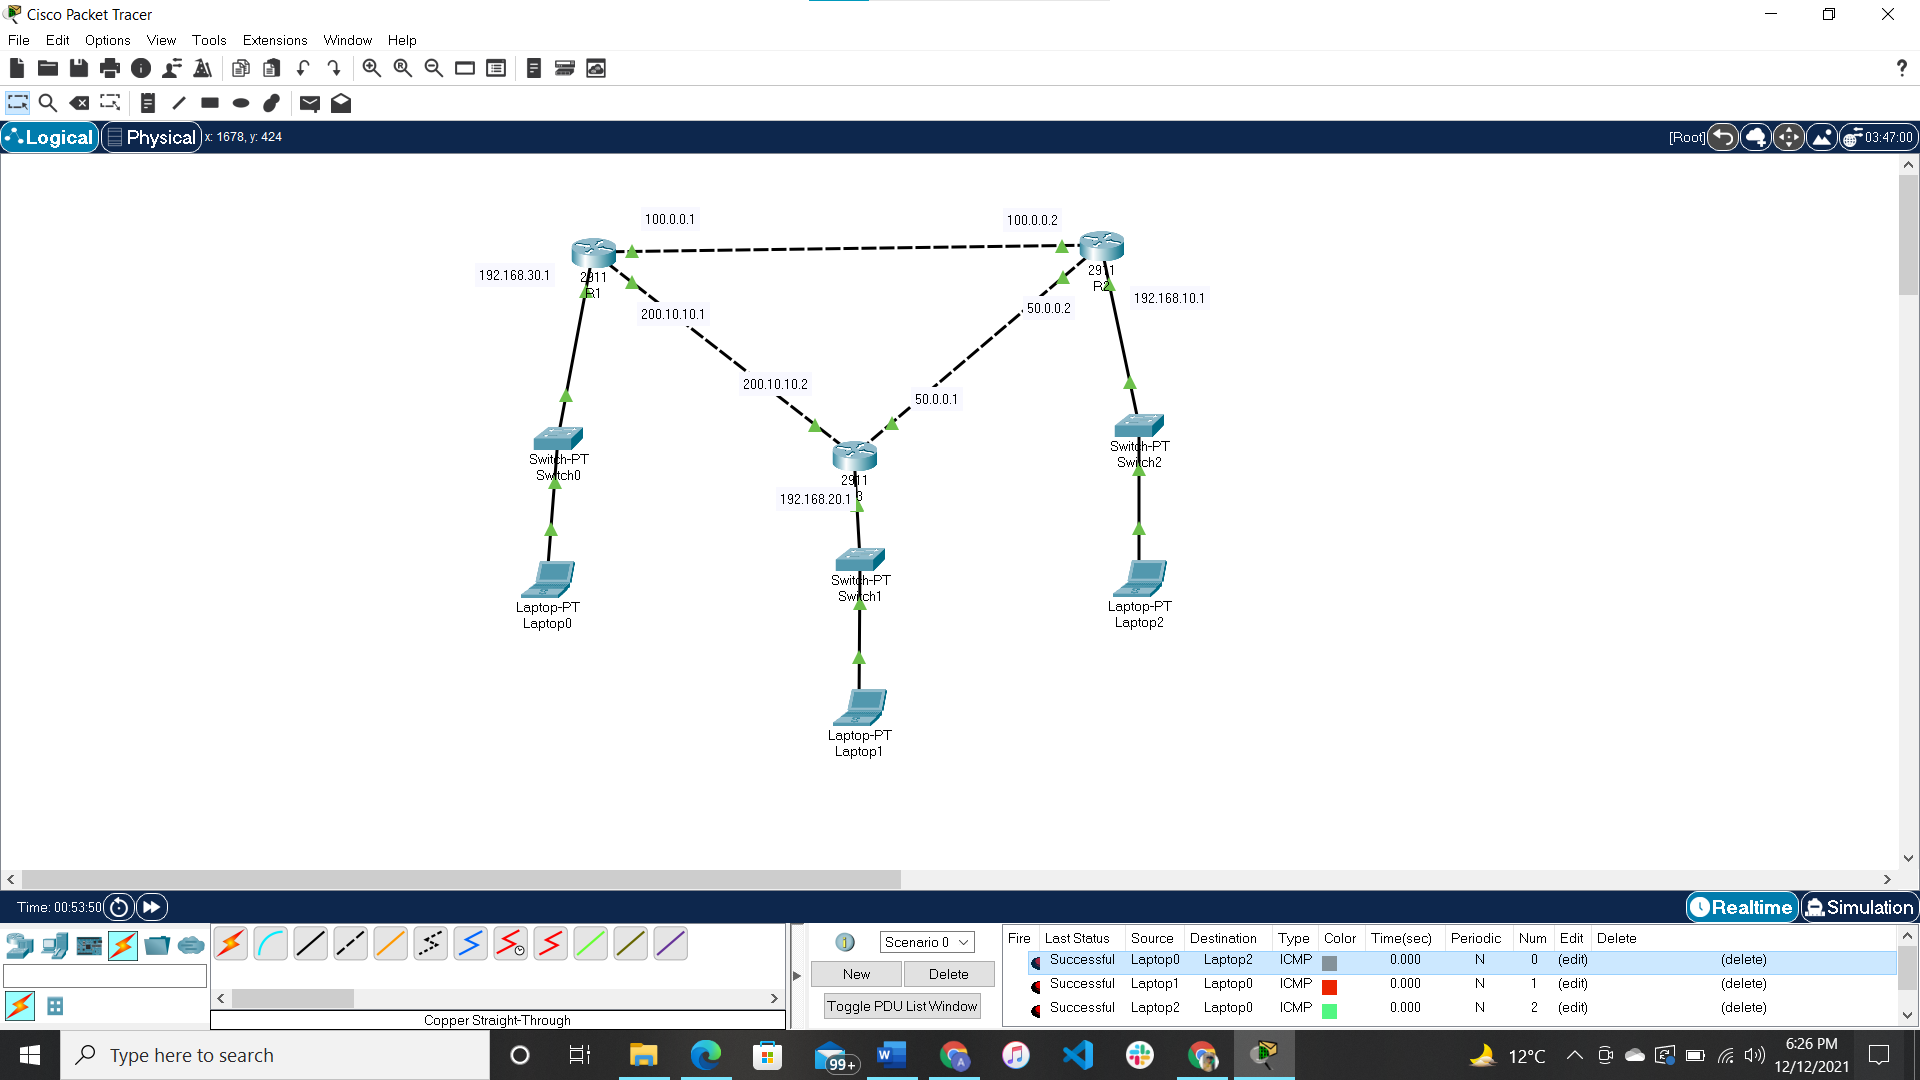 Cisco Packet Tracer
File Edit Options View Tools Extensions Window Help
?
Logical Physical x: 1678, y: 424 [Root] 03:47:00
100.0.0.1
100.0.0.2
192.168.30.1
2911
R1
2911
R2
192.168.10.1
200.10.10.1
50.0.0.2
200.10.10.2
50.0.0.1
Switch-PT
Switch0
Switch-PT
Switch2
2911
3
192.168.20.1
Switch-PT
Switch1
Laptop-PT
Laptop0
Laptop-PT
Laptop2
Laptop-PT
Laptop1
Time: 00:53:50 Realtime Simulation
Scenario 0
New Delete
Toggle PDU List Window
Copper Straight-Through
Fire Last Status Source Destination Type Color Time(sec) Periodic Num Edit Delete
Successful Laptop0 Laptop2 ICMP 0.000 N 0 (edit) (delete)
Successful Laptop1 Laptop0 ICMP 0.000 N 1 (edit) (delete)
Successful Laptop2 Laptop0 ICMP 0.000 N 2 (edit) (delete)
Type here to search
99+
12°C
6:26 PM
12/12/2021